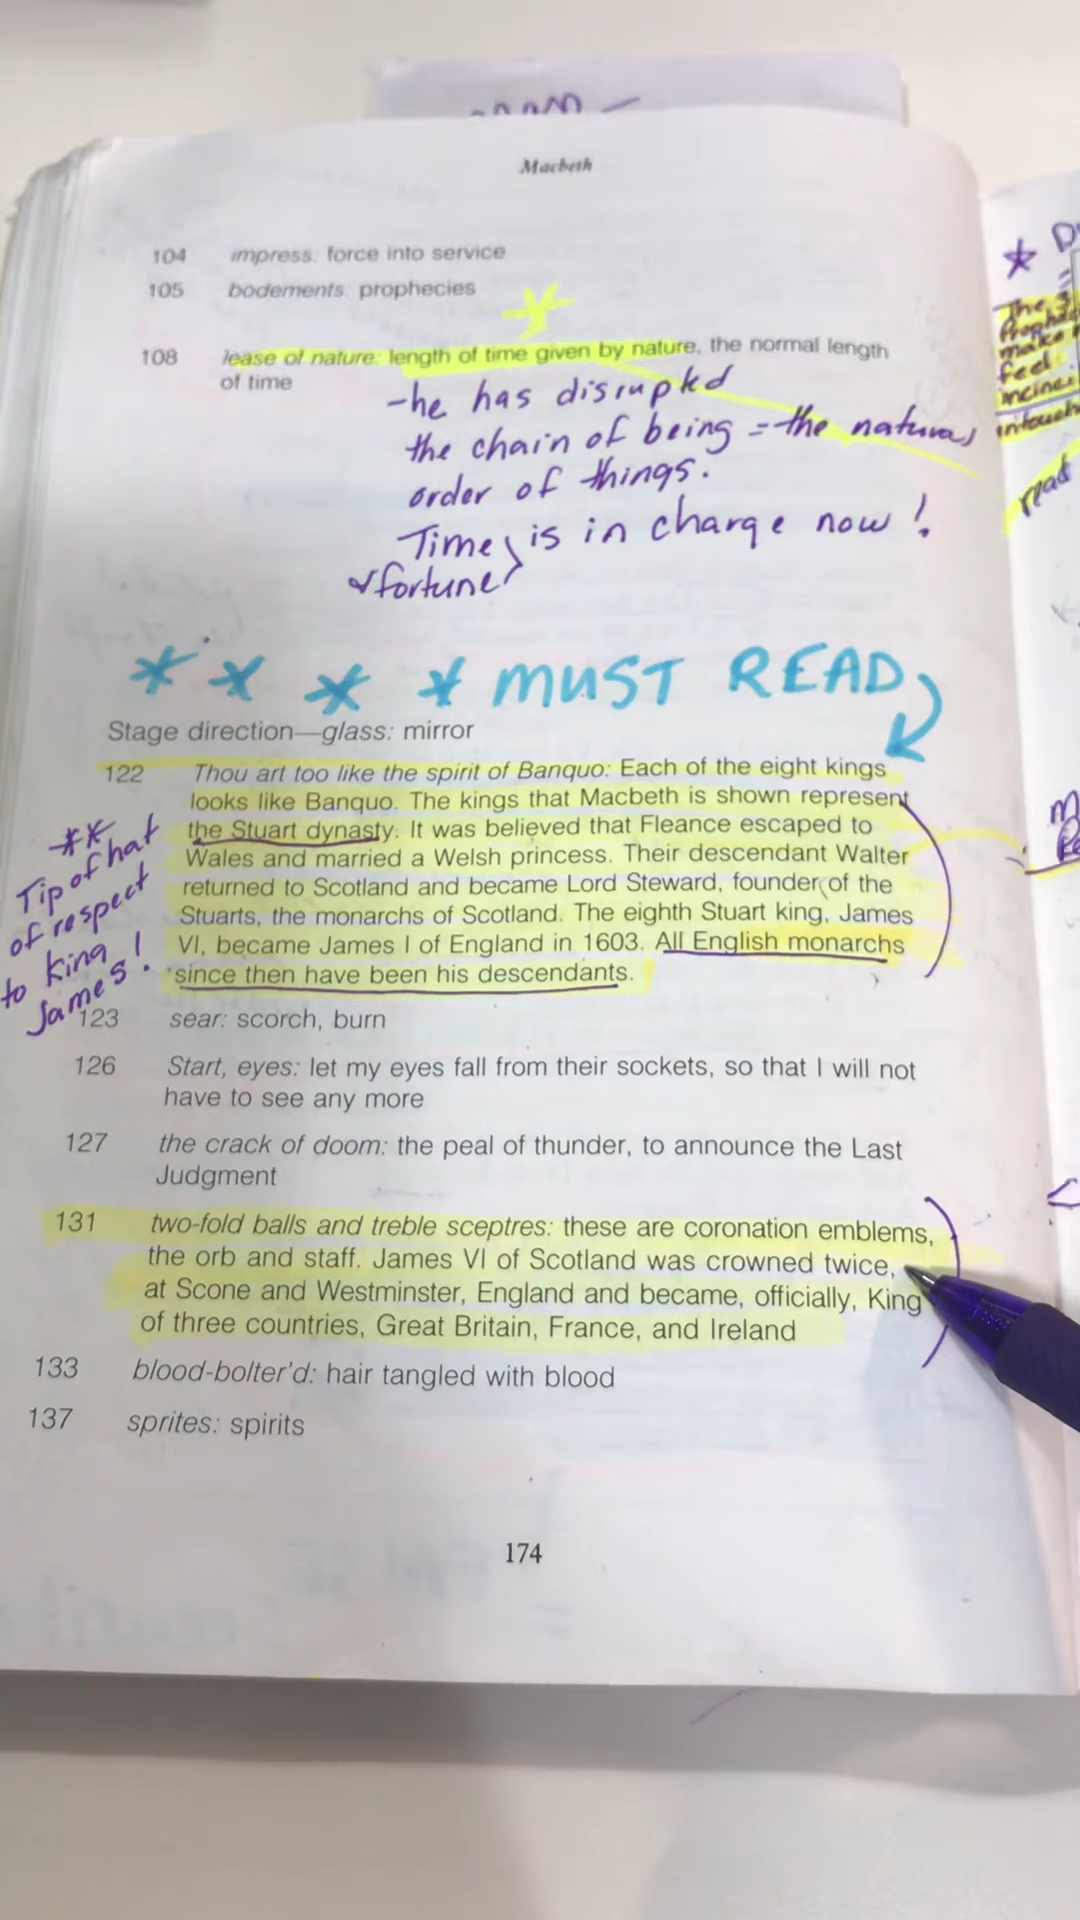 Macbeth
104 impress: force into service
105 bodements: prophecies
108 lease of nature: length of time given by nature, the normal length
of time
-he has disrupted
the chain of being = the natural
order of things.
Time is in charge now!
& fortune
* * * * MUST READ
Stage direction—glass: mirror
122 Thou art too like the spirit of Banquo: Each of the eight kings
looks like Banquo. The kings that Macbeth is shown represent
the Stuart dynasty. It was believed that Fleance escaped to
Wales and married a Welsh princess. Their descendant Walter
returned to Scotland and became Lord Steward, founder of the
Stuarts, the monarchs of Scotland. The eighth Stuart king, James
VI, became James I of England in 1603. All English monarchs
since then have been his descendants.
**
Tip of hat
of respect
to king
James!
123 sear: scorch, burn
126 Start, eyes: let my eyes fall from their sockets, so that I will not
have to see any more
127 the crack of doom: the peal of thunder, to announce the Last
Judgment
131 two-fold balls and treble sceptres: these are coronation emblems,
the orb and staff. James VI of Scotland was crowned twice,
at Scone and Westminster, England and became, officially, King
of three countries, Great Britain, France, and Ireland
133 blood-bolter'd: hair tangled with blood
137 sprites: spirits
174
The 3
make
feel
read